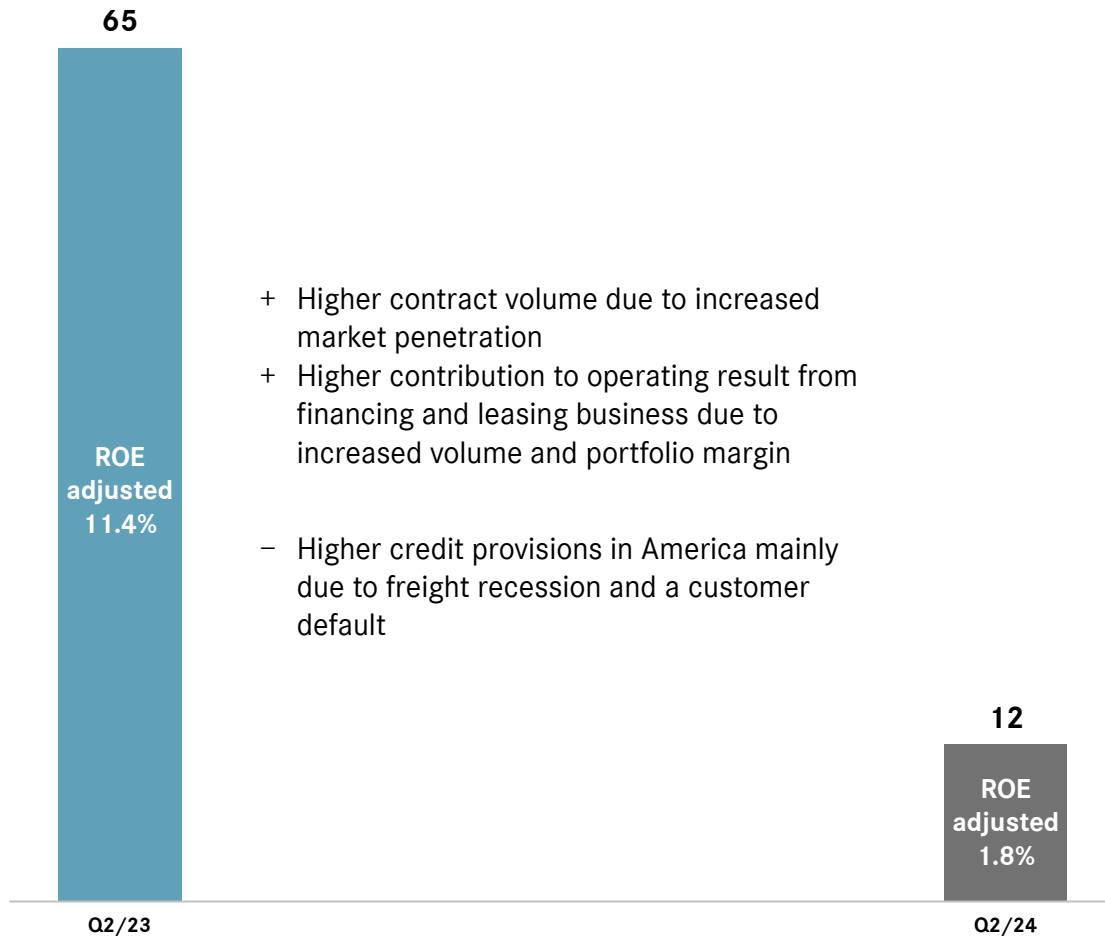 65
ROE
adjusted
11.4%
+ Higher contract volume due to increased
market penetration
+ Higher contribution to operating result from
financing and leasing business due to
increased volume and portfolio margin
– Higher credit provisions in America mainly
due to freight recession and a customer
default
12
ROE
adjusted
1.8%
Q2/23
Q2/24